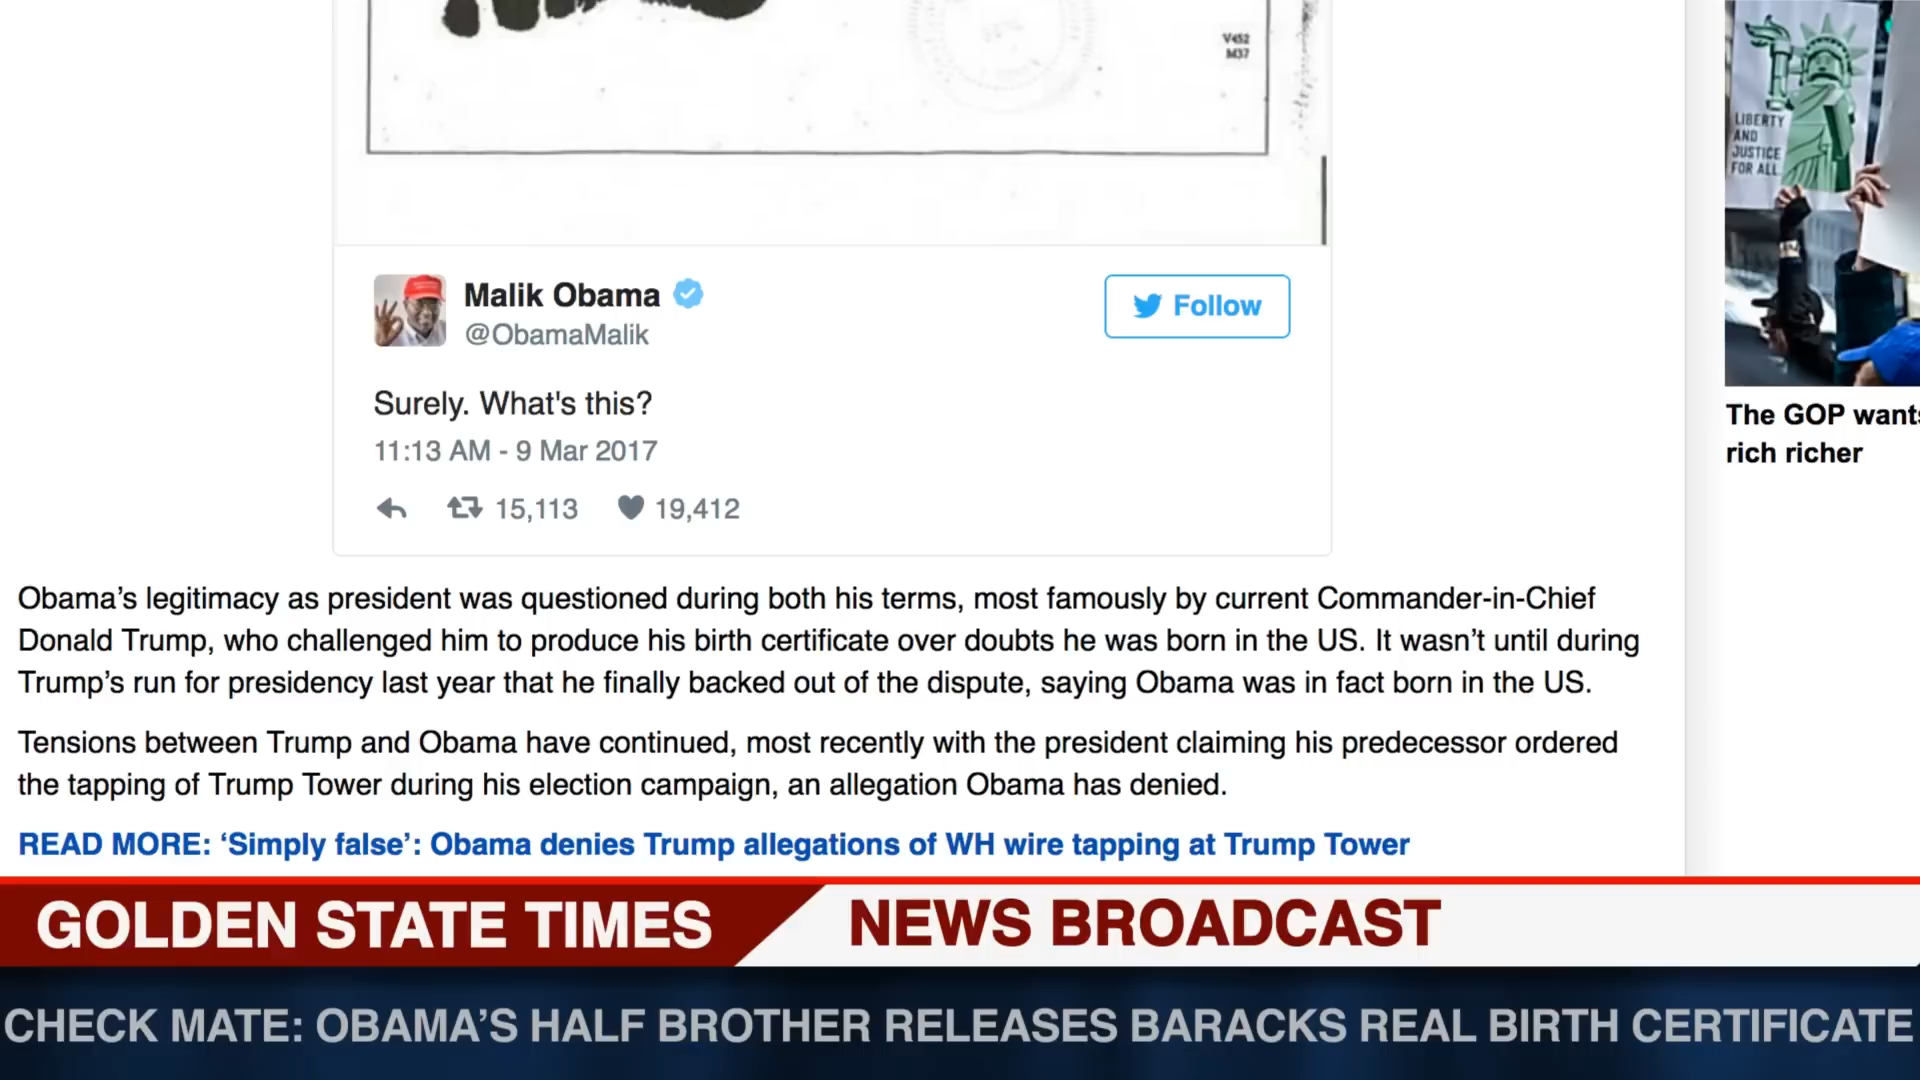 V452
M37
LIBERTY
AND
JUSTICE
FOR ALL
Malik Obama
@ObamaMalik
Follow
Surely. What's this?
11:13 AM - 9 Mar 2017
15,113 19,412
The GOP wants
rich richer
Obama’s legitimacy as president was questioned during both his terms, most famously by current Commander-in-Chief
Donald Trump, who challenged him to produce his birth certificate over doubts he was born in the US. It wasn’t until during
Trump’s run for presidency last year that he finally backed out of the dispute, saying Obama was in fact born in the US.
Tensions between Trump and Obama have continued, most recently with the president claiming his predecessor ordered
the tapping of Trump Tower during his election campaign, an allegation Obama has denied.
READ MORE: ‘Simply false’: Obama denies Trump allegations of WH wire tapping at Trump Tower
GOLDEN STATE TIMES
NEWS BROADCAST
CHECK MATE: OBAMA’S HALF BROTHER RELEASES BARACKS REAL BIRTH CERTIFICATE